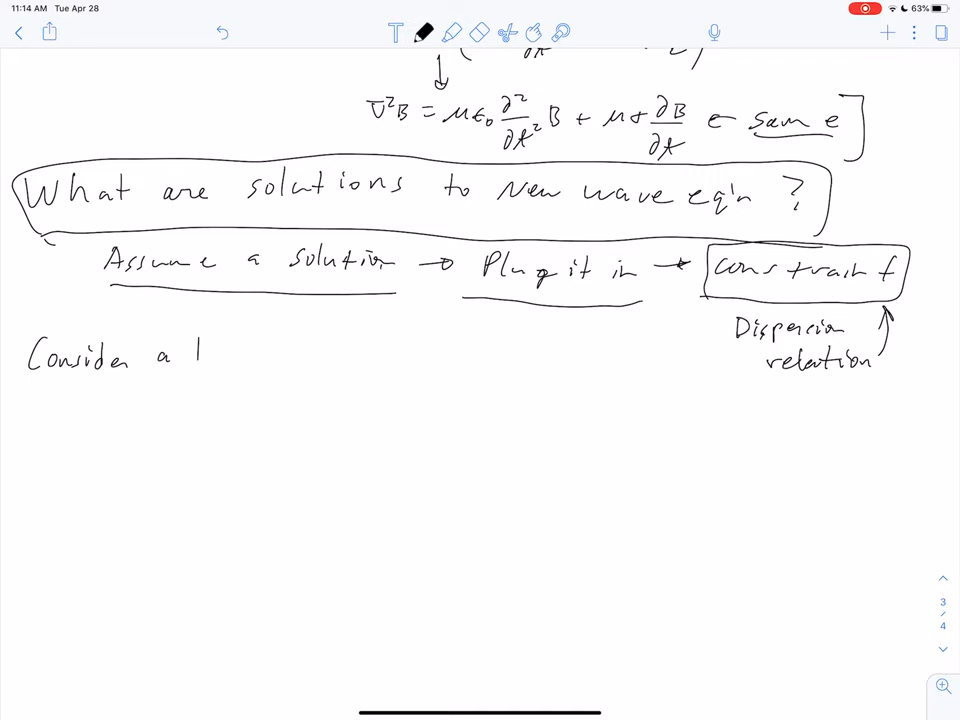 11:14 AM Tue Apr 28
63%
∇²B = με₀ ∂²/∂t² B + μσ ∂B/∂t ← same
What are solutions to New wave eq'n ?
Assume a solution → Plug it in → constraint
Dispersion
relation
Consider a
3
/
4